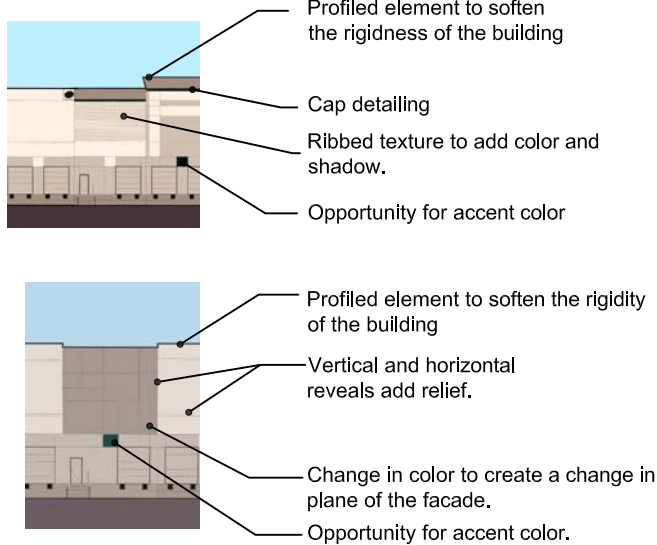 Profiled element to soften
the rigidness of the building
Cap detailing
Ribbed texture to add color and
shadow.
Opportunity for accent color
Profiled element to soften the rigidity
of the building
Vertical and horizontal
reveals add relief.
Change in color to create a change in
plane of the facade.
Opportunity for accent color.